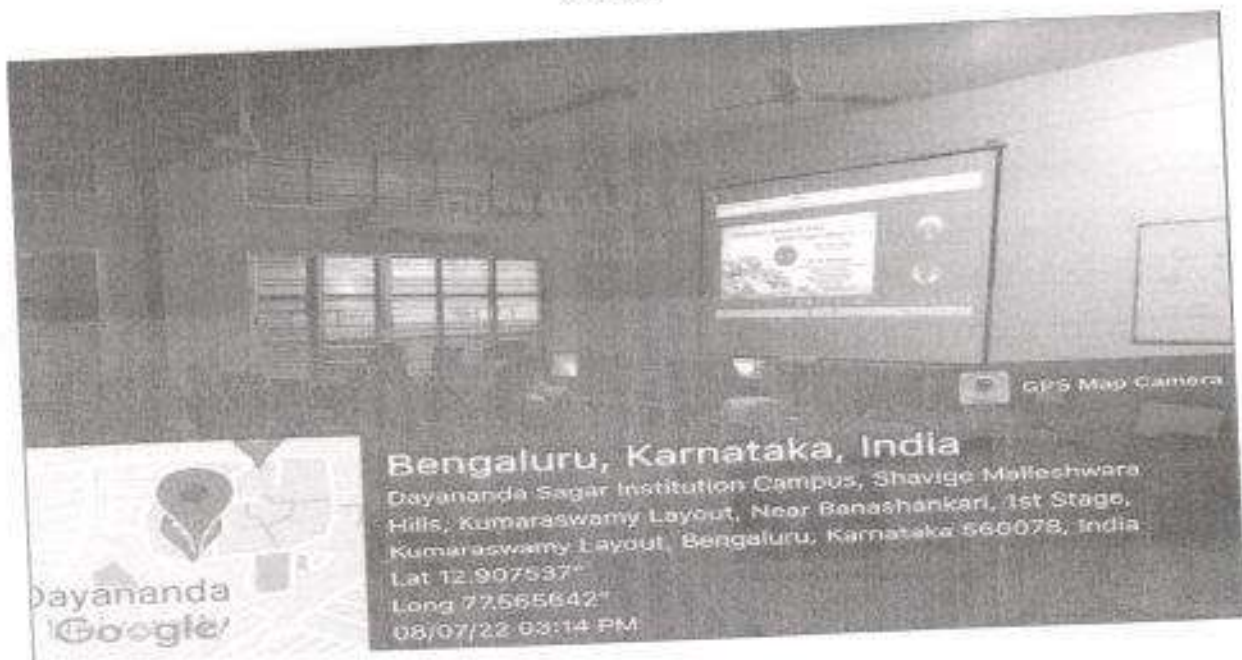 GPS Map Camera
Bengaluru, Karnataka, India
Dayananda Sagar Institution Campus, Shavige Malleshwara
Hills, Kumaraswamy Layout, Near Banashankari, 1st Stage,
Kumaraswamy Layout, Bengaluru, Karnataka 560078, India
Lat 12.907537°
Long 77.565642°
08/07/22 03:14 PM
Dayananda
Google